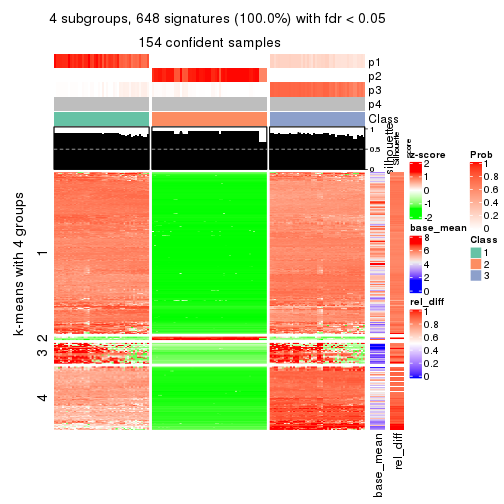 4 subgroups, 648 signatures (100.0%) with fdr < 0.05
154 confident samples
p1
p2
p3
p4
Class
1
0.5
0
silhouette
Silhouette
score
k-means with 4 groups
1
2
3
4
base_mean
rel_diff
z-score
2
1
0
-1
-2
base_mean
8
6
4
2
0
rel_diff
1
0.8
0.6
0.4
0.2
0
Prob
1
0.8
0.6
0.4
0.2
0
Class
1
2
3